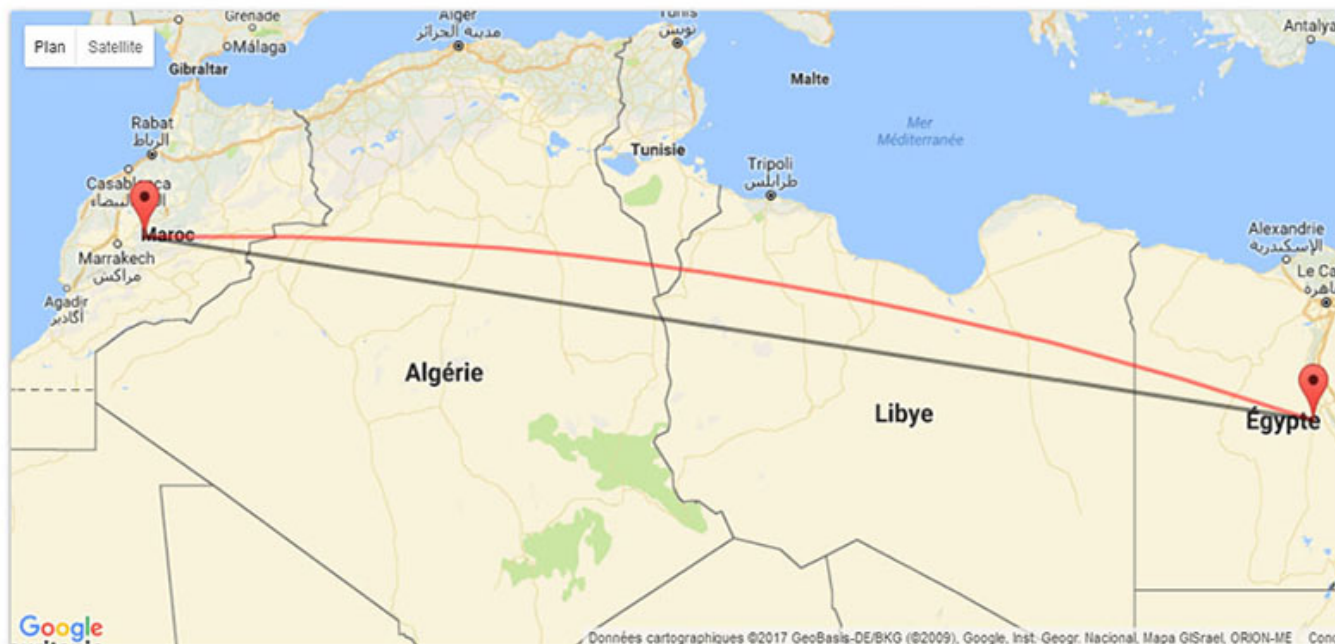 Plan Satellite
Grenade
Málaga
Gibraltar
Alger
مدينة الجزائر
Tunis
تونس
Antalya
Malte
Mer
Méditerranée
Rabat
الرباط
Casablanca
Tunisie
Tripoli
طرابلس
Maroc
Marrakech
مراكش
Agadir
أكادير
Alexandrie
الإسكندرية
Le Ca
Algérie
Libye
Égypte
Google
Données cartographiques ©2017 GeoBasis-DE/BKG (©2009), Google, Inst. Geogr. Nacional, Mapa GISrael, ORION-ME